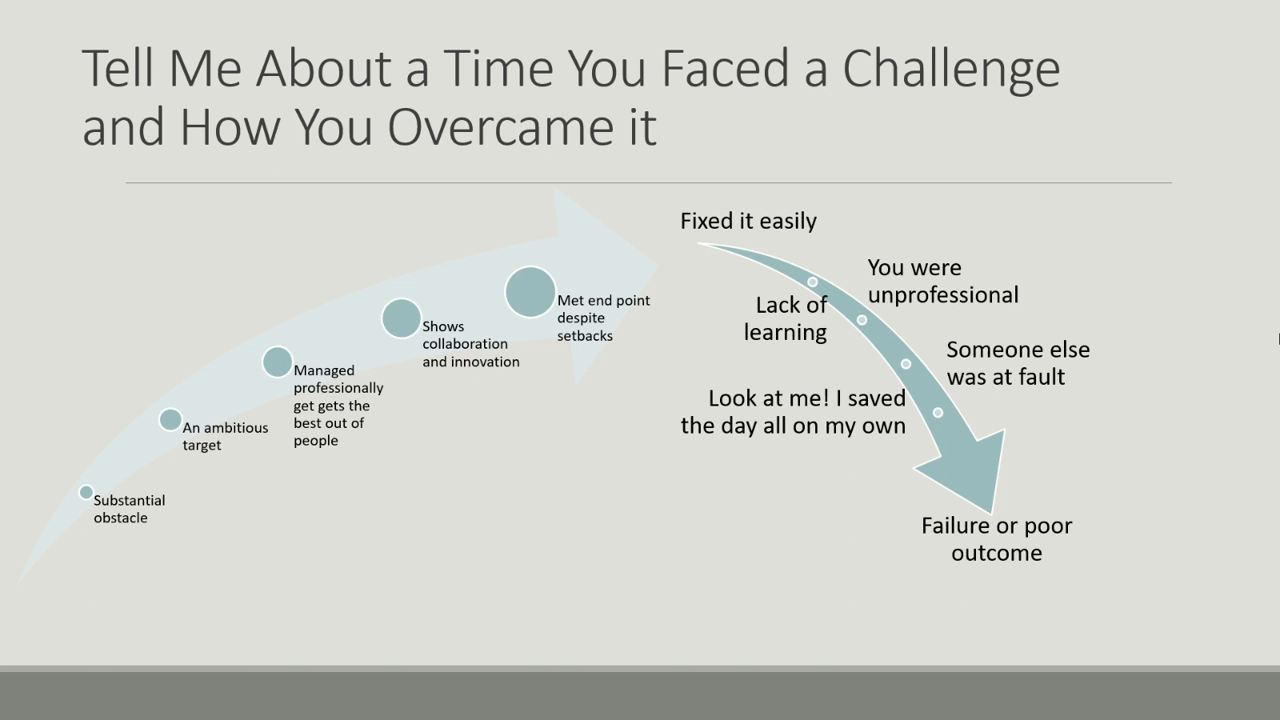 Tell Me About a Time You Faced a Challenge
and How You Overcame it
Substantial
obstacle
An ambitious
target
Managed
professionally
get gets the
best out of
people
Shows
collaboration
and innovation
Met end point
despite
setbacks
Fixed it easily
Lack of
learning
You were
unprofessional
Look at me! I saved
the day all on my own
Someone else
was at fault
Failure or poor
outcome